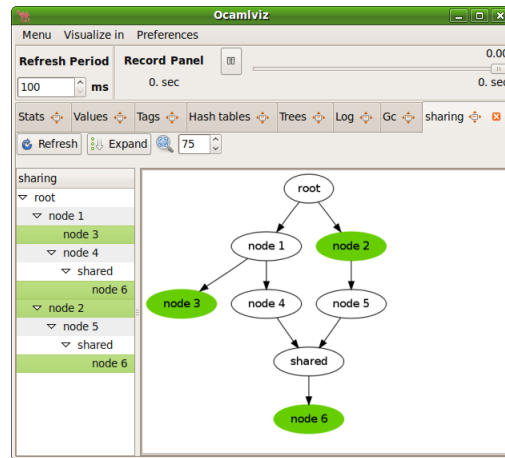 Ocamlviz
Menu Visualize in Preferences
Refresh Period Record Panel 0.00
100 ms 0. sec 0. sec
Stats Values Tags Hash tables Trees Log Gc sharing
Refresh Expand 75
sharing
root
node 1
node 3
node 4
shared
node 6
node 2
node 5
shared
node 6
root
node 1 node 2
node 3 node 4 node 5
shared
node 6